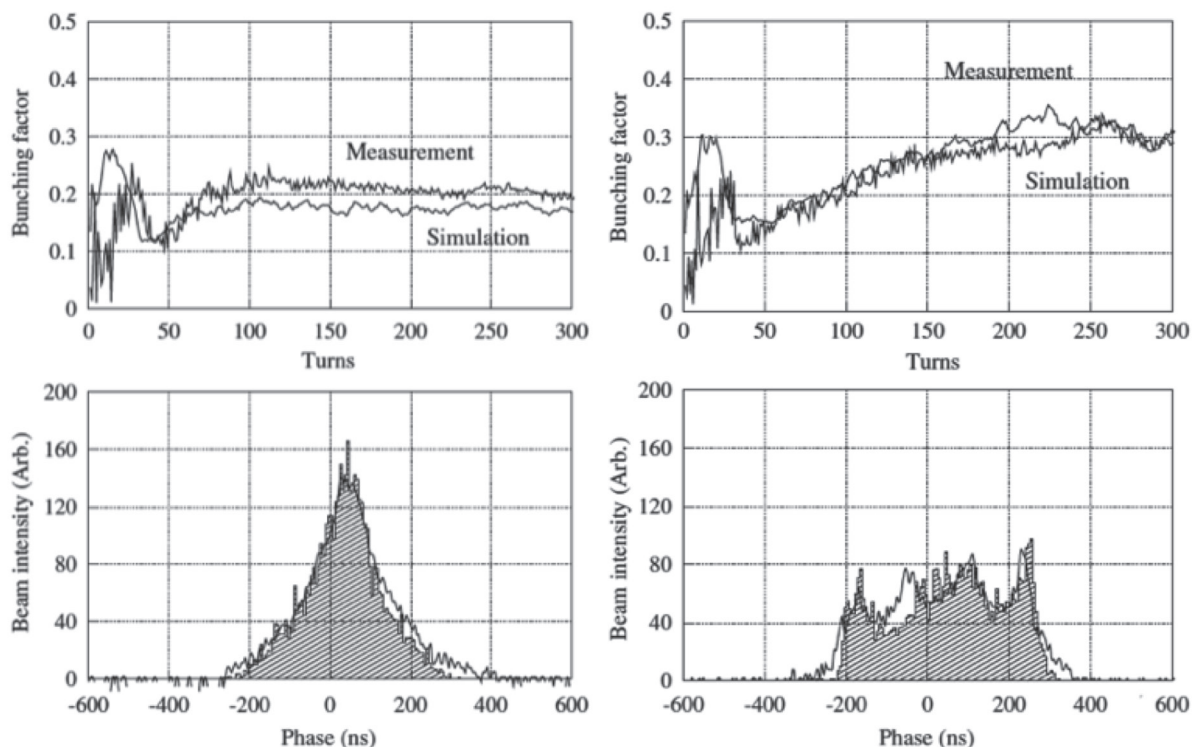 0.5
0.4
0.3
0.2
0.1
0
Bunching factor
Measurement
Simulation
0 50 100 150 200 250 300
Turns
0.5
0.4
0.3
0.2
0.1
0
Bunching factor
Measurement
Simulation
0 50 100 150 200 250 300
Turns
200
160
120
80
40
0
Beam intensity (Arb.)
-600 -400 -200 0 200 400 600
Phase (ns)
200
160
120
80
40
0
Beam intensity (Arb.)
-600 -400 -200 0 200 400 600
Phase (ns)